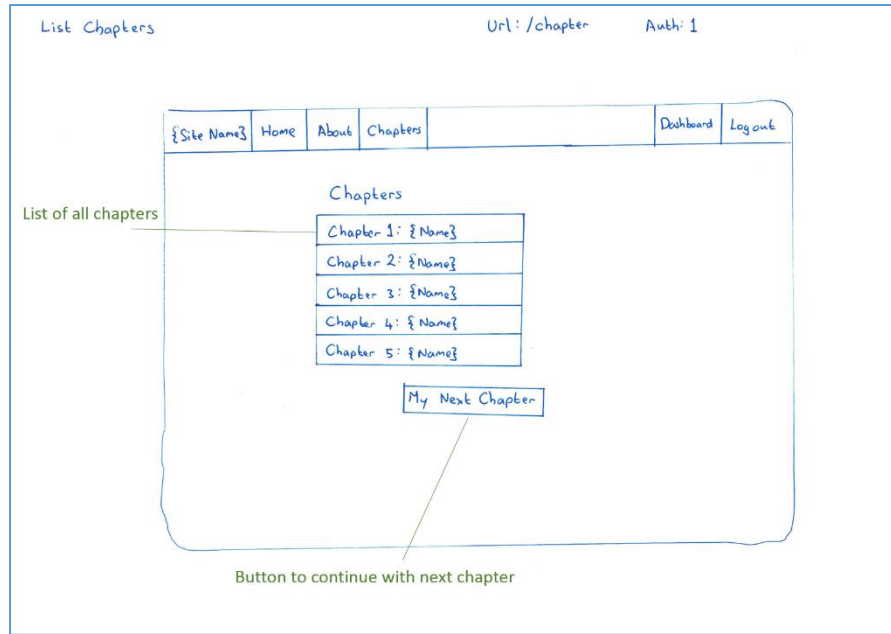 List Chapters Url: /chapter Auth: 1
{Site Name} Home About Chapters Dashboard Logout
Chapters
List of all chapters
Chapter 1: {Name}
Chapter 2: {Name}
Chapter 3: {Name}
Chapter 4: {Name}
Chapter 5: {Name}
My Next Chapter
Button to continue with next chapter